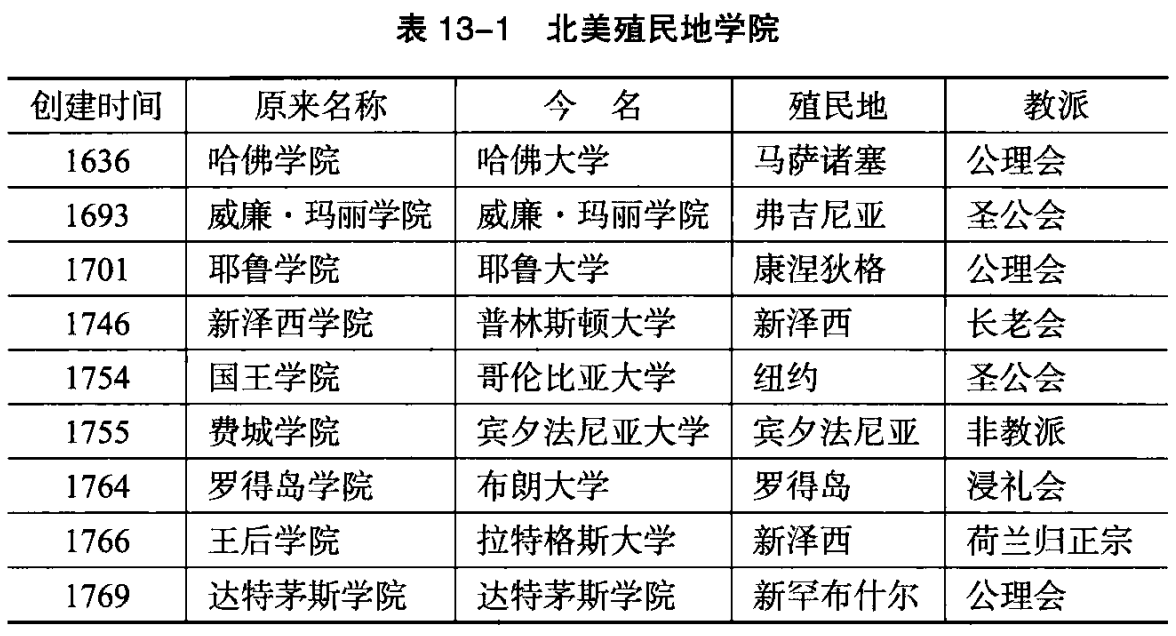 表 13-1 北美殖民地学院
创建时间 原来名称 今 名 殖民地 教派
1636 哈佛学院 哈佛大学 马萨诸塞 公理会
1693 威廉·玛丽学院 威廉·玛丽学院 弗吉尼亚 圣公会
1701 耶鲁学院 耶鲁大学 康涅狄格 公理会
1746 新泽西学院 普林斯顿大学 新泽西 长老会
1754 国王学院 哥伦比亚大学 纽约 圣公会
1755 费城学院 宾夕法尼亚大学 宾夕法尼亚 非教派
1764 罗得岛学院 布朗大学 罗得岛 浸礼会
1766 王后学院 拉特格斯大学 新泽西 荷兰归正宗
1769 达特茅斯学院 达特茅斯学院 新罕布什尔 公理会